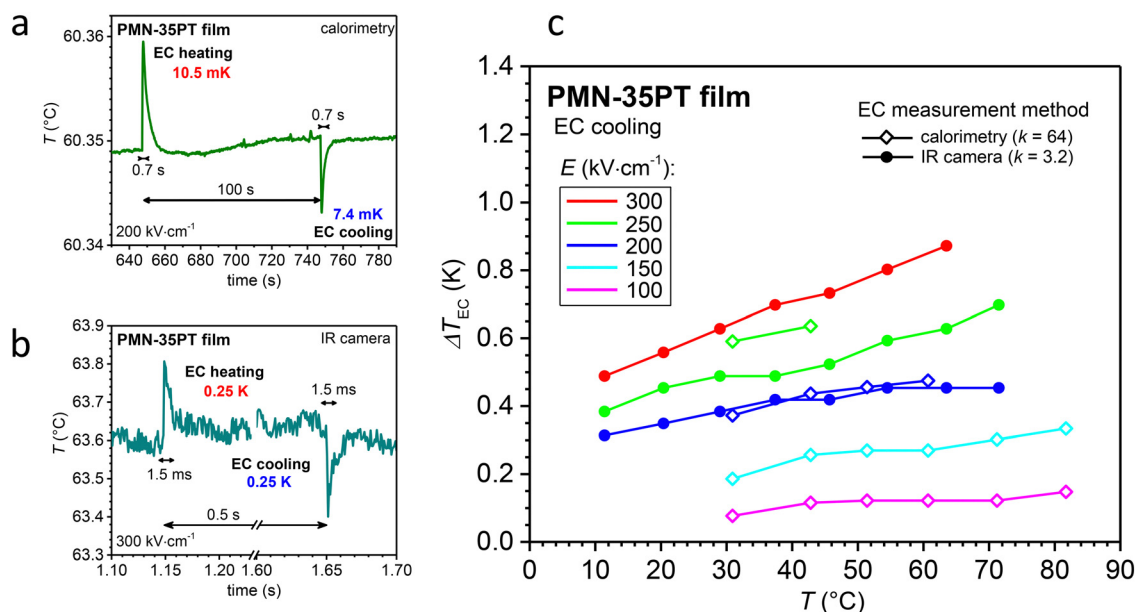 a
PMN-35PT film
calorimetry
EC heating
10.5 mK
0.7 s
0.7 s
100 s
7.4 mK
EC cooling
200 kV·cm⁻¹
T (°C)
60.36
60.35
60.34
640 660 680 700 720 740 760 780
time (s)
b
PMN-35PT film
IR camera
EC heating
0.25 K
1.5 ms
1.5 ms
EC cooling
0.25 K
0.5 s
300 kV·cm⁻¹
T (°C)
63.9
63.8
63.7
63.6
63.5
63.4
63.3
1.10 1.15 1.20 1.60 1.65 1.70
time (s)
c
PMN-35PT film
EC cooling
E (kV·cm⁻¹):
300
250
200
150
100
EC measurement method
calorimetry (k = 64)
IR camera (k = 3.2)
ΔT_EC (K)
1.4
1.2
1.0
0.8
0.6
0.4
0.2
0.0
0 10 20 30 40 50 60 70 80 90
T (°C)